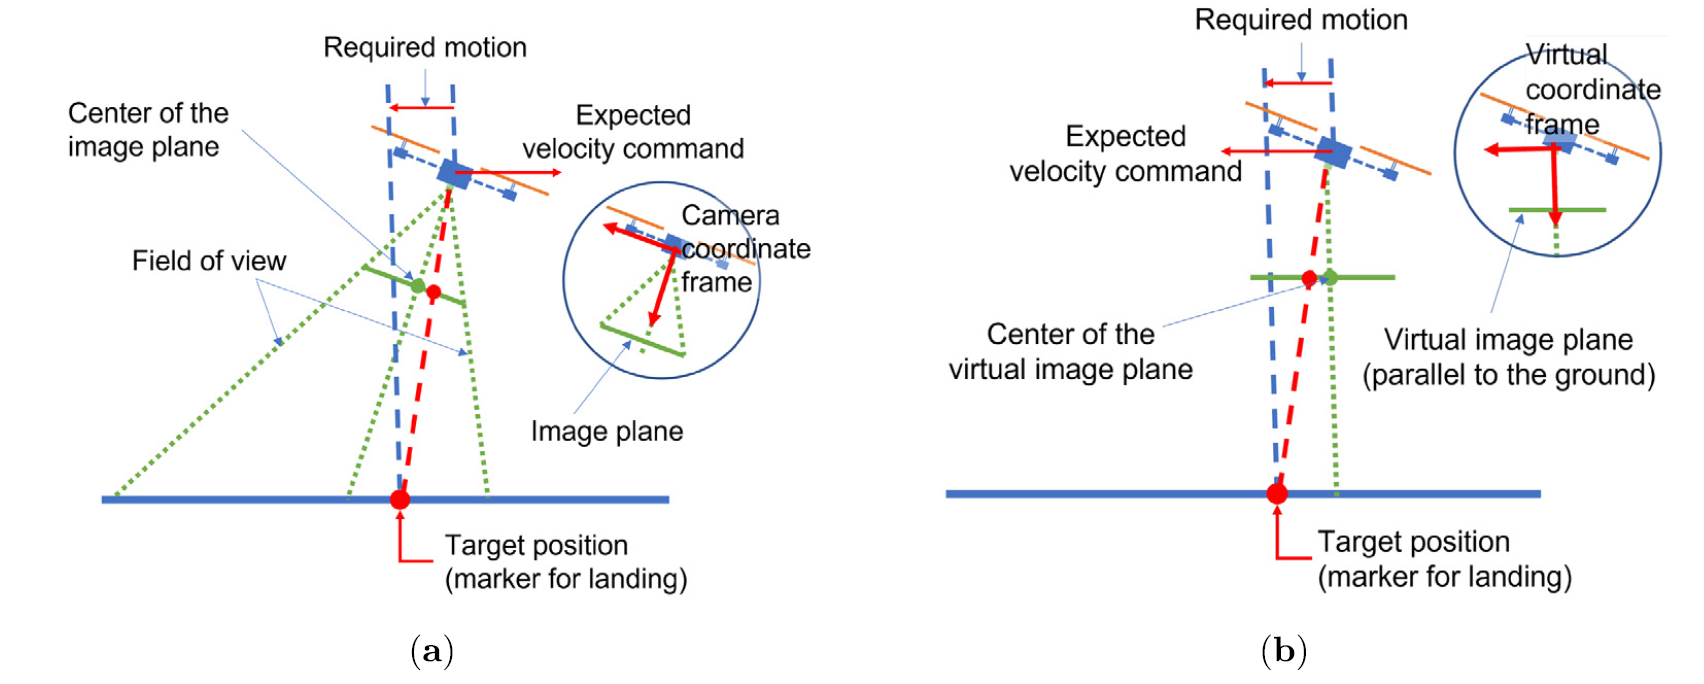 Required motion
Center of the
image plane
Expected
velocity command
Camera
coordinate
frame
Field of view
Image plane
Target position
(marker for landing)
(a)
Required motion
Virtual
coordinate
frame
Expected
velocity command
Center of the
virtual image plane
Virtual image plane
(parallel to the ground)
Target position
(marker for landing)
(b)